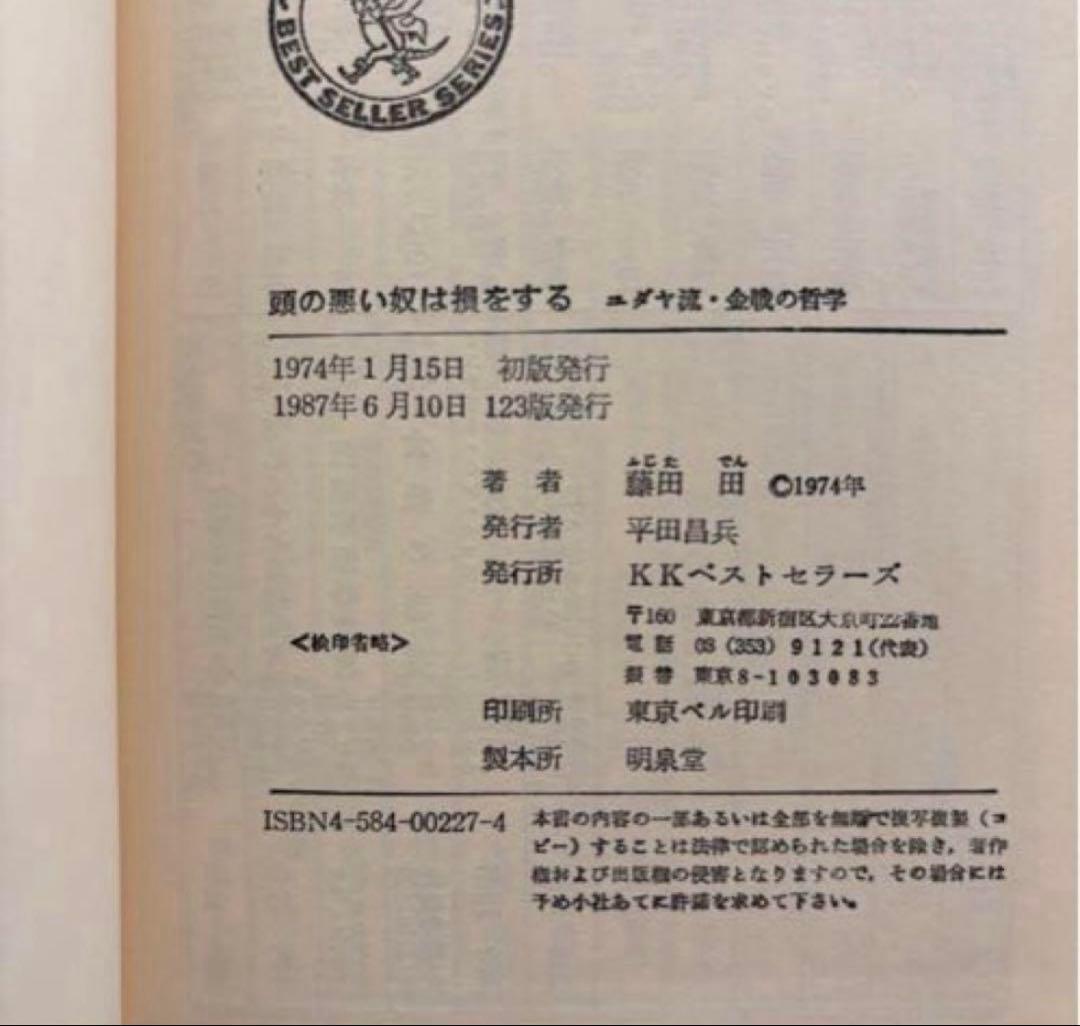 BEST SELLER SERIES
頭の悪い奴は損をする ユダヤ流・金戦の哲学
1974年1月15日 初版発行
1987年6月10日 123版発行
ふじた でん
著者 藤田 田 ©1974年
発行者 平田昌兵
発行所 KKベストセラーズ
〒160 東京都新宿区大京町22番地
電話 03(353)9121(代表)
<検印省略>
振替 東京8-103083
印刷所 東京ベル印刷
製本所 明泉堂
ISBN4-584-00227-4
本書の内容の一部あるいは全部を無断で複写複製(コ
ピー)することは法律で認められた場合を除き,著作
権および出版権の侵害となりますので,その場合には
予め小社あてに許諾を求めて下さい。